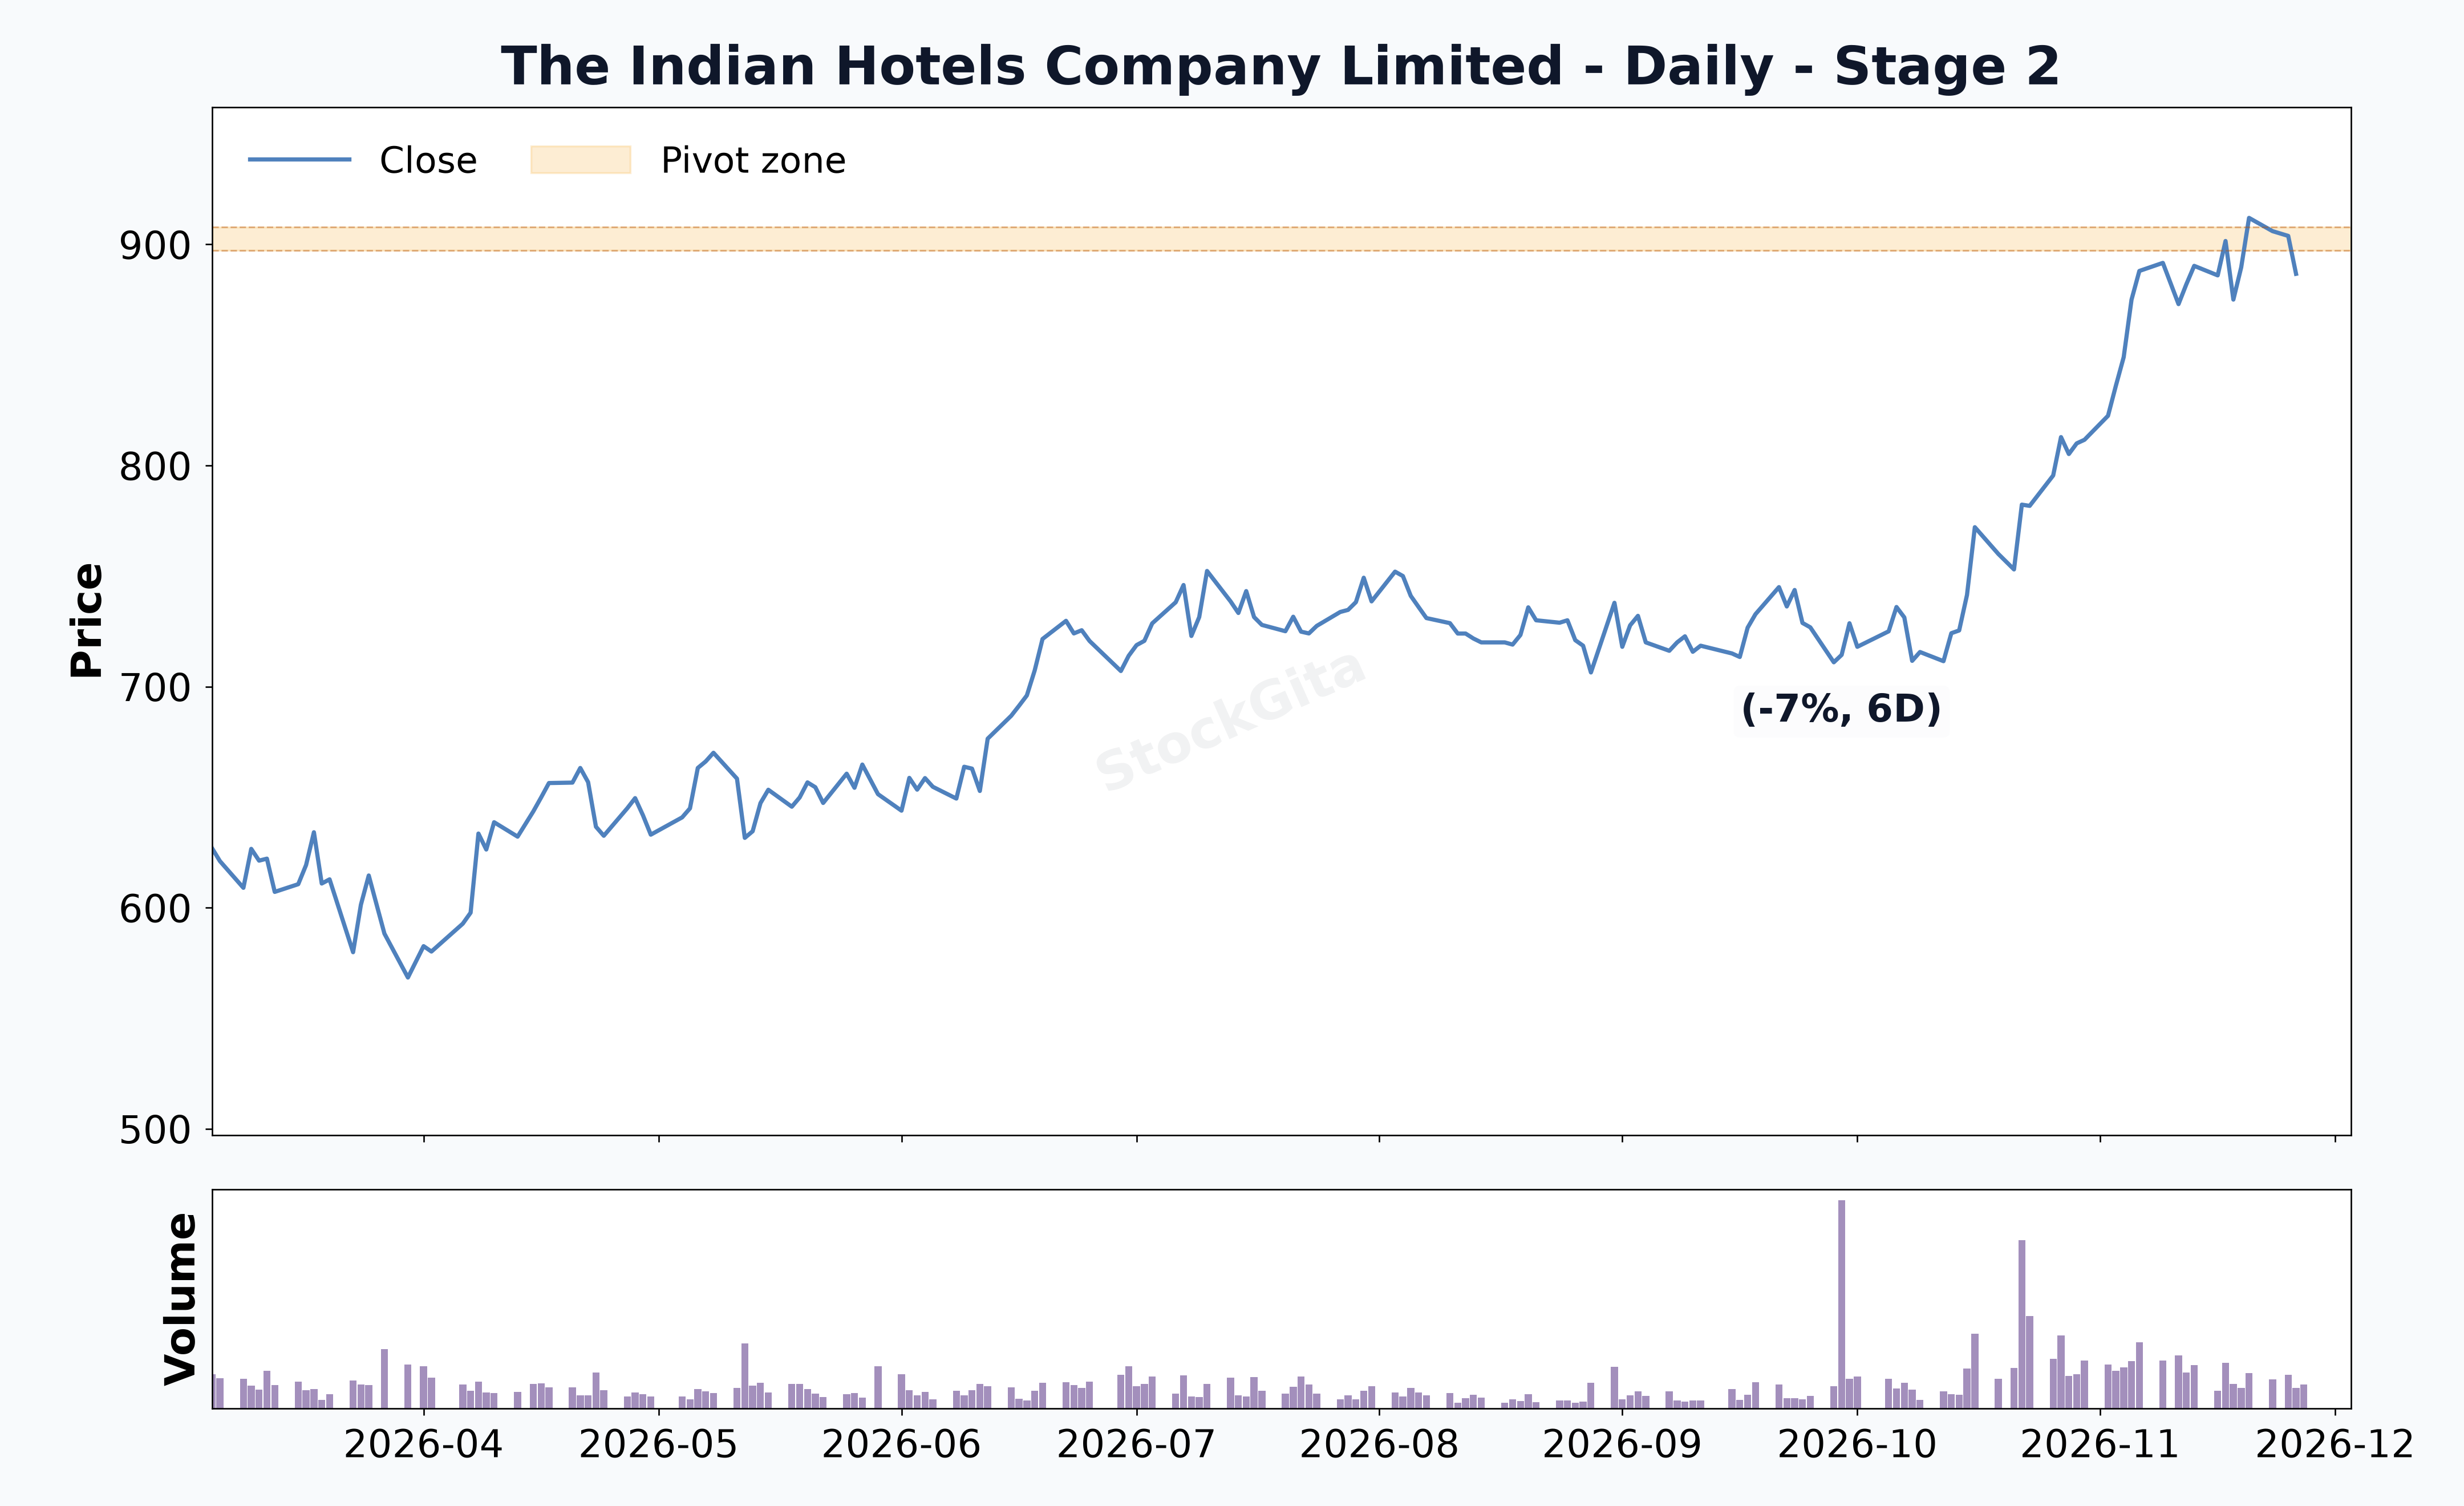 The Indian Hotels Company Limited - Daily - Stage 2
Close
Pivot zone
Price
900
800
700
600
500
StockGita
(-7%, 6D)
Volume
2026-04
2026-05
2026-06
2026-07
2026-08
2026-09
2026-10
2026-11
2026-12